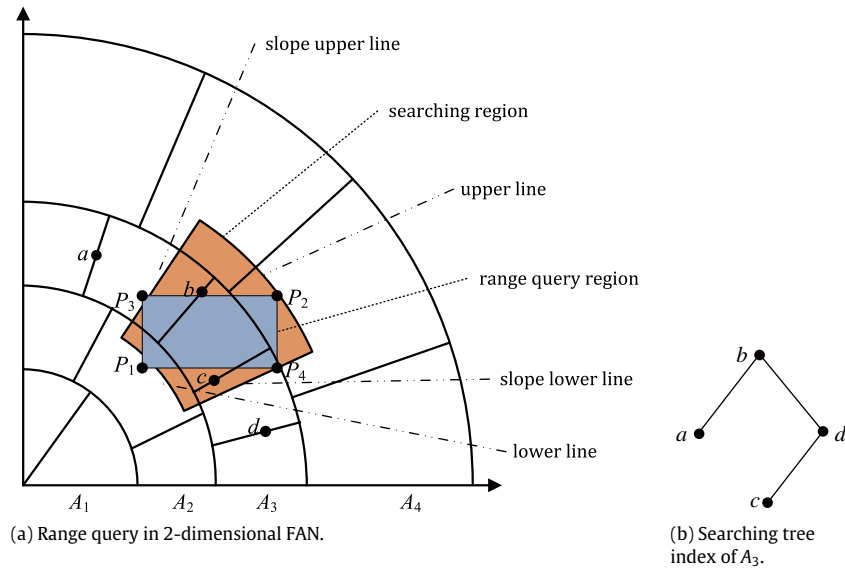 slope upper line
searching region
upper line
a
P3
b
P2
range query region
P1
c
P4
slope lower line
d
lower line
A1 A2 A3 A4
(a) Range query in 2-dimensional FAN.
b
a
d
c
(b) Searching tree
index of A3.